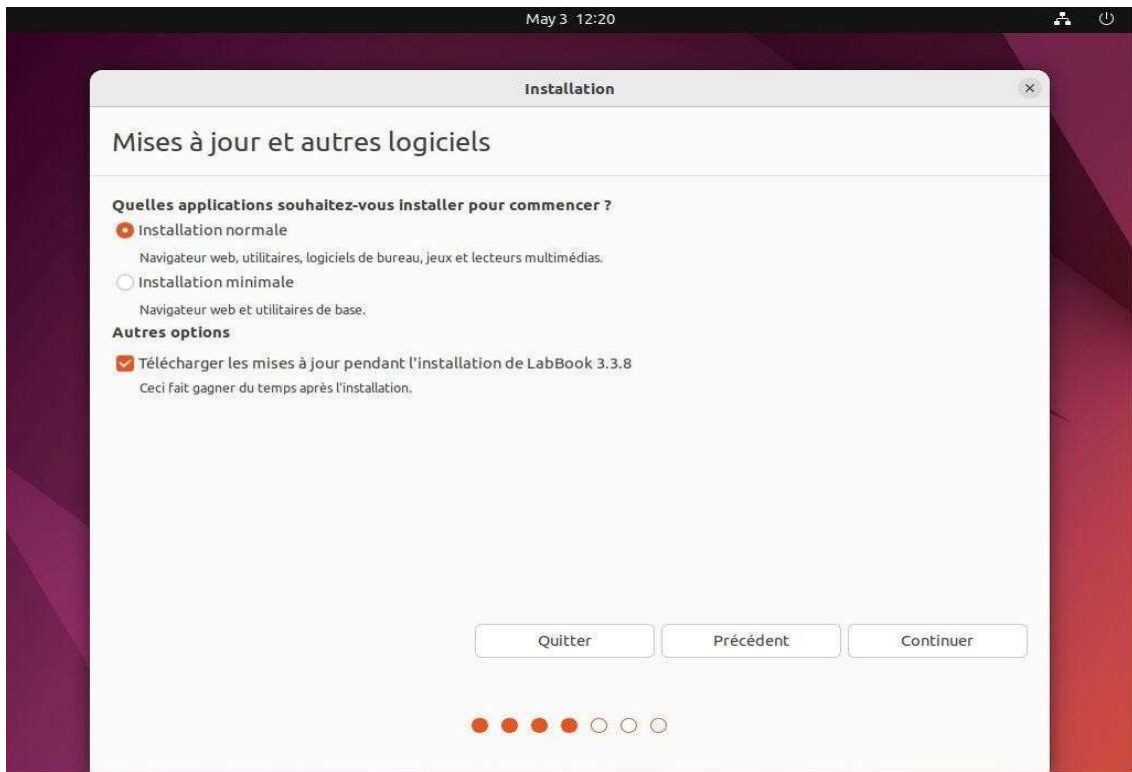 May 3 12:20
Installation
Mises à jour et autres logiciels
Quelles applications souhaitez-vous installer pour commencer ?
Installation normale
Navigateur web, utilitaires, logiciels de bureau, jeux et lecteurs multimédias.
Installation minimale
Navigateur web et utilitaires de base.
Autres options
Télécharger les mises à jour pendant l'installation de LabBook 3.3.8
Ceci fait gagner du temps après l'installation.
Quitter
Précédent
Continuer